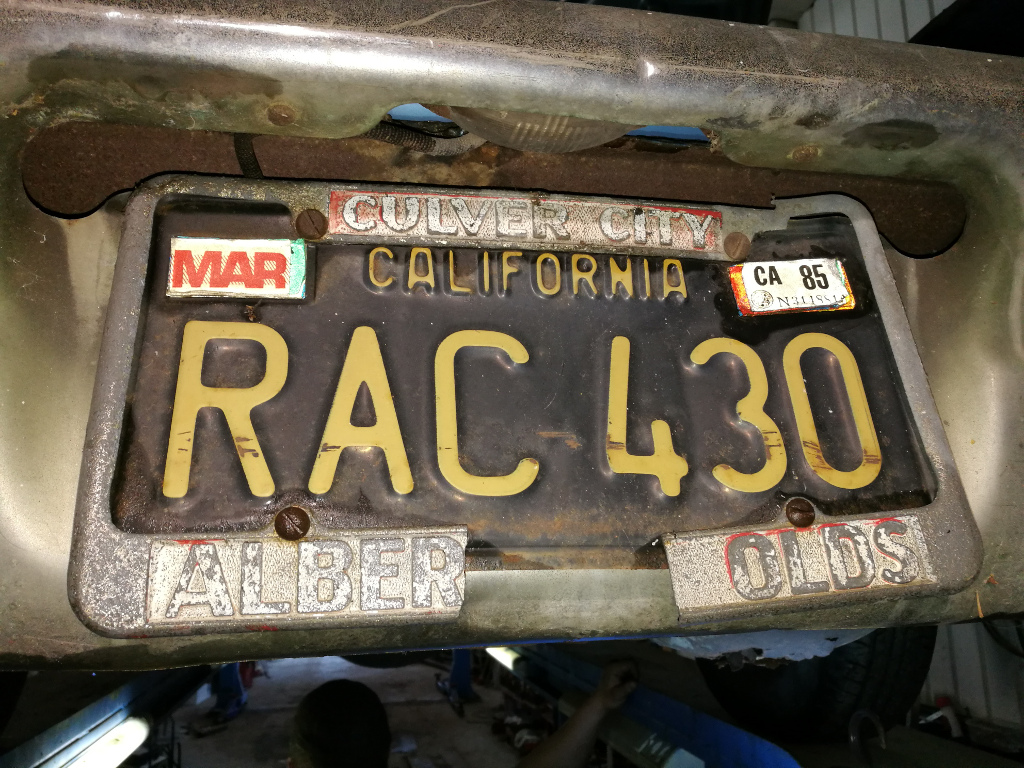 CULVER CITY
MAR
CALIFORNIA
CA 85
RAC 430
ALBER OLDS